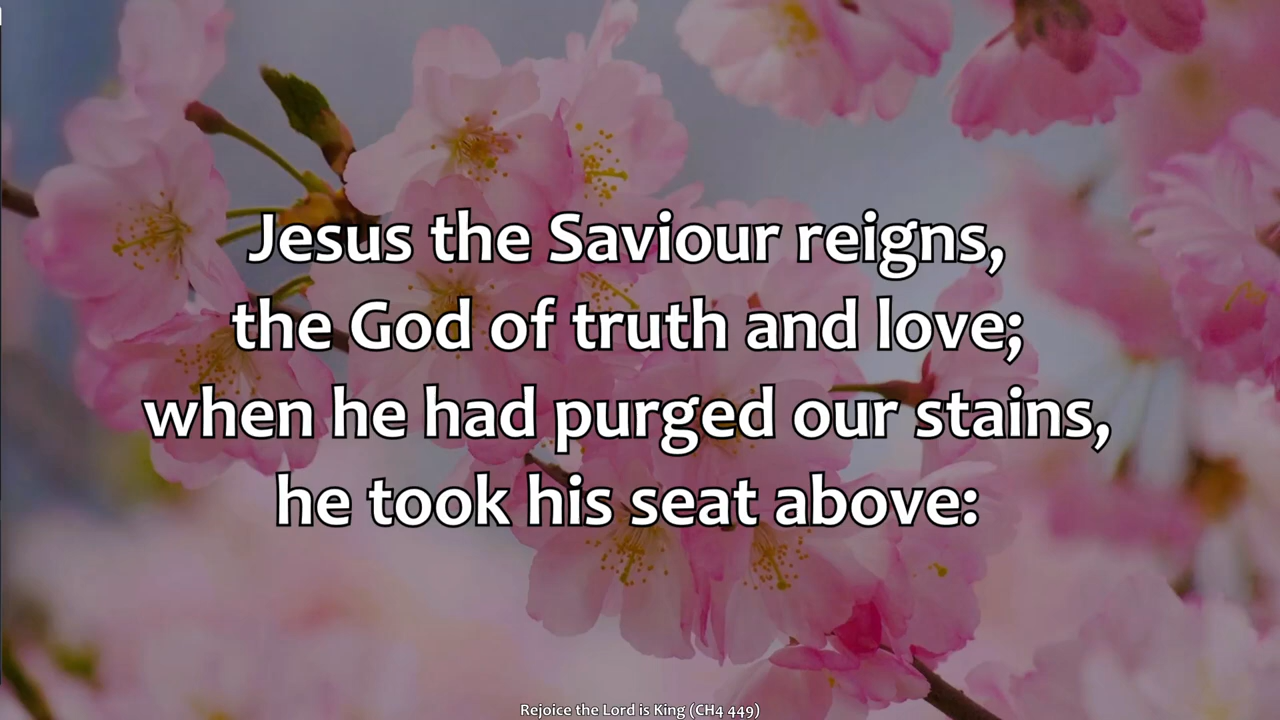 Jesus the Saviour reigns,
the God of truth and love;
when he had purged our stains,
he took his seat above:
Rejoice the Lord is King (CH4 449)